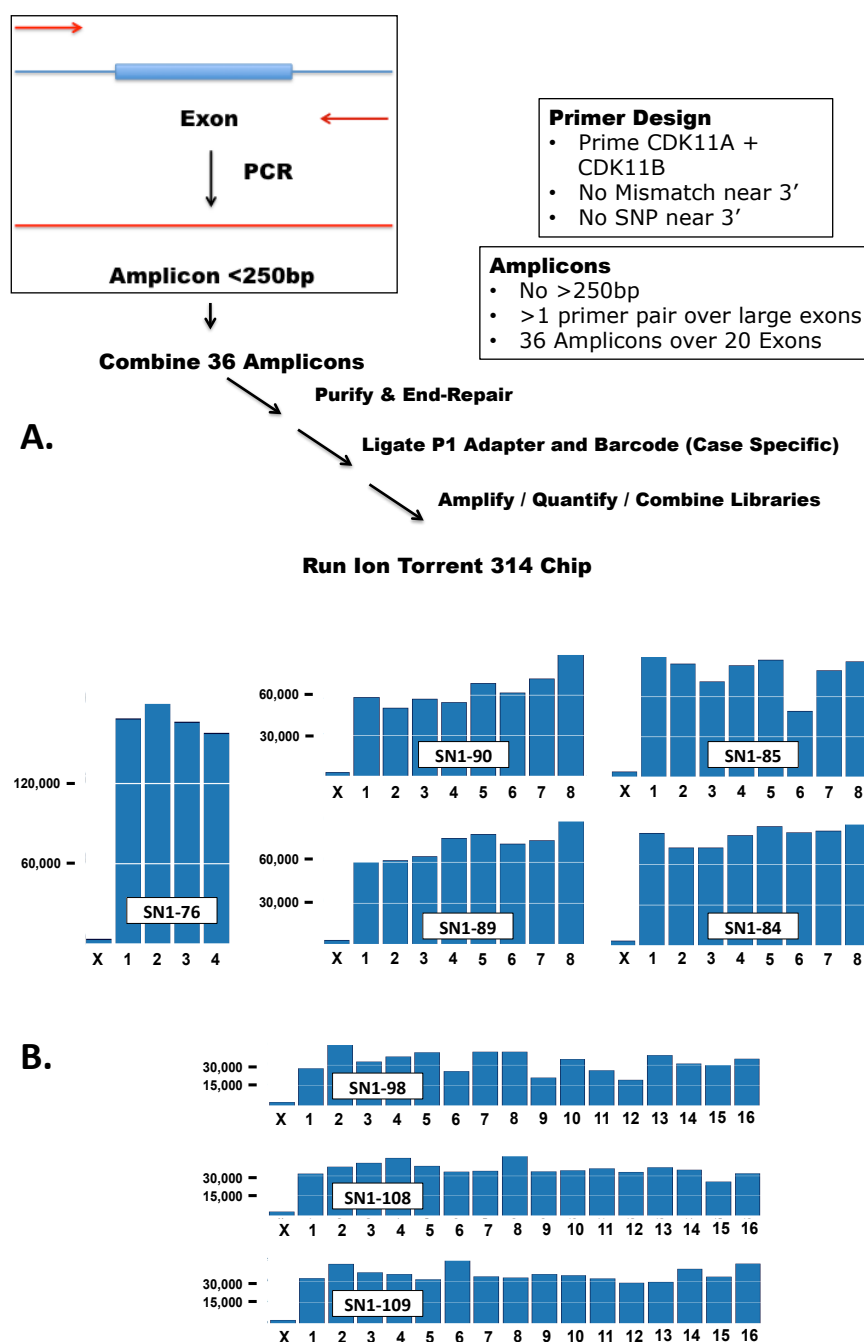 Exon
PCR
Amplicon <250bp
Primer Design
• Prime CDK11A +
CDK11B
• No Mismatch near 3’
• No SNP near 3’
Amplicons
• No >250bp
• >1 primer pair over large exons
• 36 Amplicons over 20 Exons
Combine 36 Amplicons
Purify & End-Repair
A.
Ligate P1 Adapter and Barcode (Case Specific)
Amplify / Quantify / Combine Libraries
Run Ion Torrent 314 Chip
120,000
60,000
SN1-76
X 1 2 3 4
60,000
30,000
SN1-90
X 1 2 3 4 5 6 7 8
SN1-85
X 1 2 3 4 5 6 7 8
60,000
30,000
SN1-89
X 1 2 3 4 5 6 7 8
SN1-84
X 1 2 3 4 5 6 7 8
B.
30,000
15,000
SN1-98
X 1 2 3 4 5 6 7 8 9 10 11 12 13 14 15 16
30,000
15,000
SN1-108
X 1 2 3 4 5 6 7 8 9 10 11 12 13 14 15 16
30,000
15,000
SN1-109
X 1 2 3 4 5 6 7 8 9 10 11 12 13 14 15 16